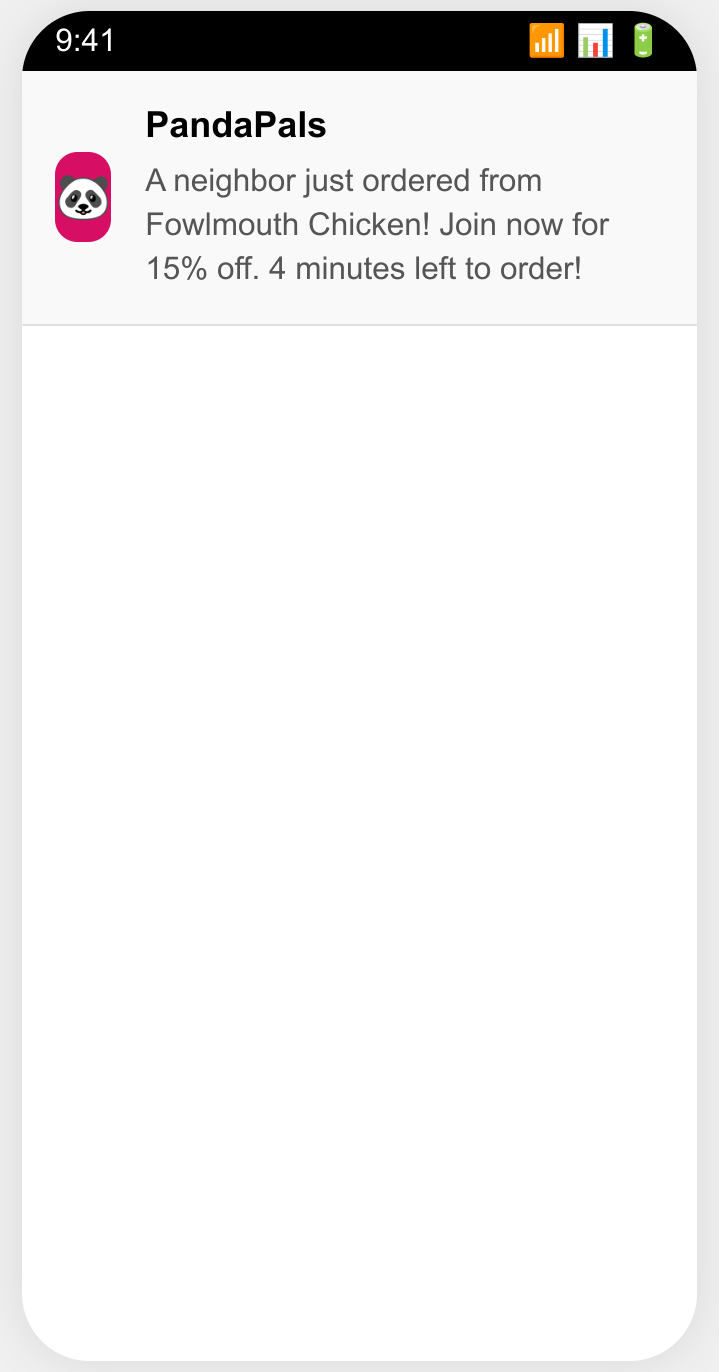 9:41
PandaPals
A neighbor just ordered from
Fowlmouth Chicken! Join now for
15% off. 4 minutes left to order!